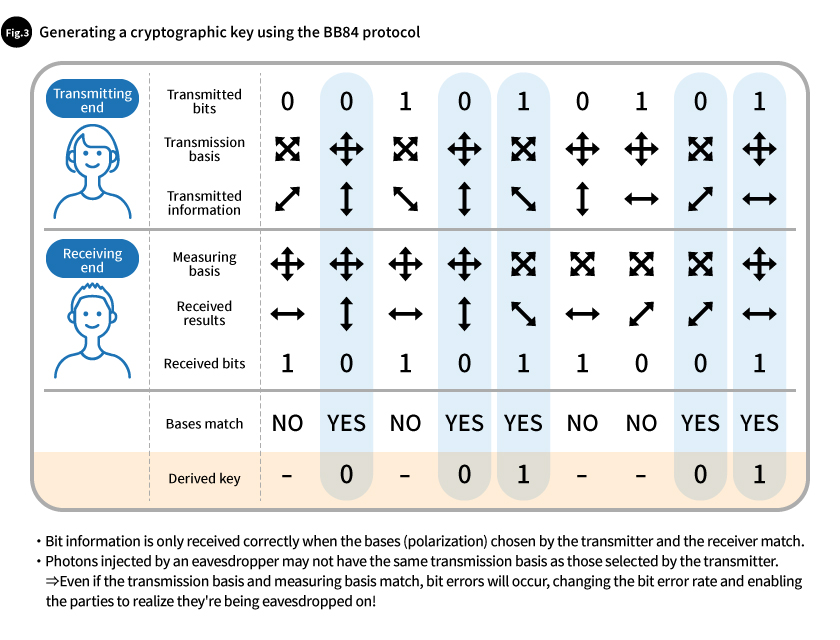 Fig.3 Generating a cryptographic key using the BB84 protocol
Transmitting
end
Transmitted
bits
0 0 1 0 1 0 1 0 1
Transmission
basis
Transmitted
information
Receiving
end
Measuring
basis
Received
results
Received bits 1 0 1 0 1 1 0 0 1
Bases match NO YES NO YES YES NO NO YES YES
Derived key – 0 – 0 1 – – 0 1
・Bit information is only received correctly when the bases (polarization) chosen by the transmitter and the receiver match.
・Photons injected by an eavesdropper may not have the same transmission basis as those selected by the transmitter.
⇒Even if the transmission basis and measuring basis match, bit errors will occur, changing the bit error rate and enabling
the parties to realize they're being eavesdropped on!